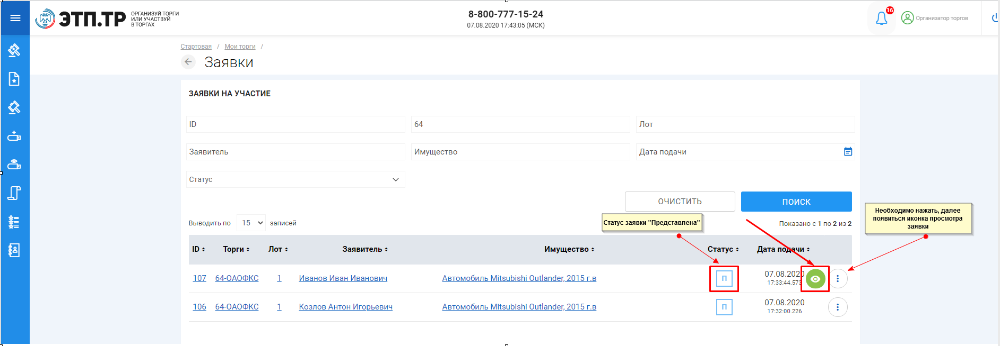 ЭТП.ТР
ОРГАНИЗУЙ ТОРГИ
ИЛИ УЧАСТВУЙ
В ТОРГАХ
8-800-777-15-24
07.08.2020 17:43:05 (МСК)
16
Организатор торгов
Стартовая / Мои торги /
Заявки
ЗАЯВКИ НА УЧАСТИЕ
ID 64 Лот
Заявитель Имущество Дата подачи
Статус
ОЧИСТИТЬ ПОИСК
Необходимо нажать, далее
появиться иконка просмотра
заявки
Статус заявки "Представлена"
Выводить по 15 записей Показано с 1 по 2 из 2
ID Торги Лот Заявитель Имущество Статус Дата подачи
107 64-ОАОФКС 1 Иванов Иван Иванович Автомобиль Mitsubishi Outlander, 2015 г.в П 07.08.2020
17:33:44.573
106 64-ОАОФКС 1 Козлов Антон Игорьевич Автомобиль Mitsubishi Outlander, 2015 г.в П 07.08.2020
17:32:00.226